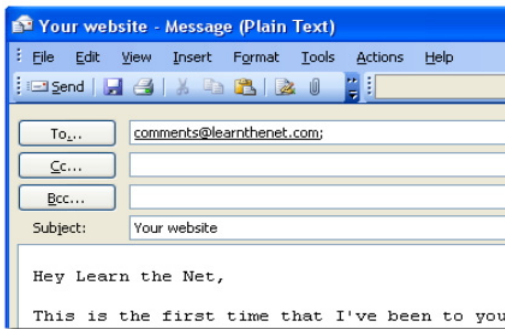 Your website - Message (Plain Text)
File Edit View Insert Format Tools Actions Help
Send
To... comments@learnthenet.com;
Cc...
Bcc...
Subject: Your website
Hey Learn the Net,
This is the first time that I've been to you